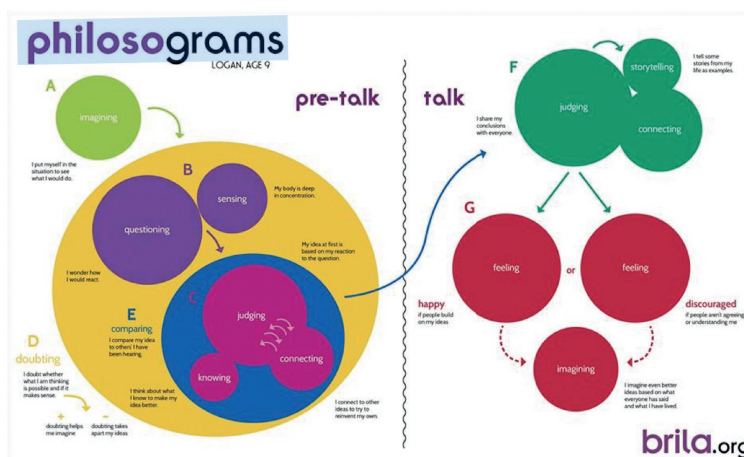 philosograms
LOGAN, AGE 9
pre-talk
talk
A
imagining
I put myself in the
situation to see
what I would do.
B
questioning
sensing
My body is deep
in concentration.
I wonder how
I would react.
My idea at first is
based on my reaction
to the question.
C
judging
connecting
knowing
E
comparing
I compare my idea
to others' I have
been hearing.
D
doubting
I doubt whether
what I am thinking
is possible and if it
makes sense.
+
doubting helps
me imagine
-
doubting takes
apart my ideas
I think about what
I know to make my
idea better.
I connect to other
ideas to try to
reinvent my own.
F
judging
storytelling
connecting
I tell some
stories from my
life as examples.
I share my
conclusions
with everyone.
G
feeling
or
feeling
happy
if people build on
my ideas
discouraged
if people aren't agreeing
or understanding me
imagining
I imagine even better
ideas based on what
everyone has said
and what I have lived.
brila.org